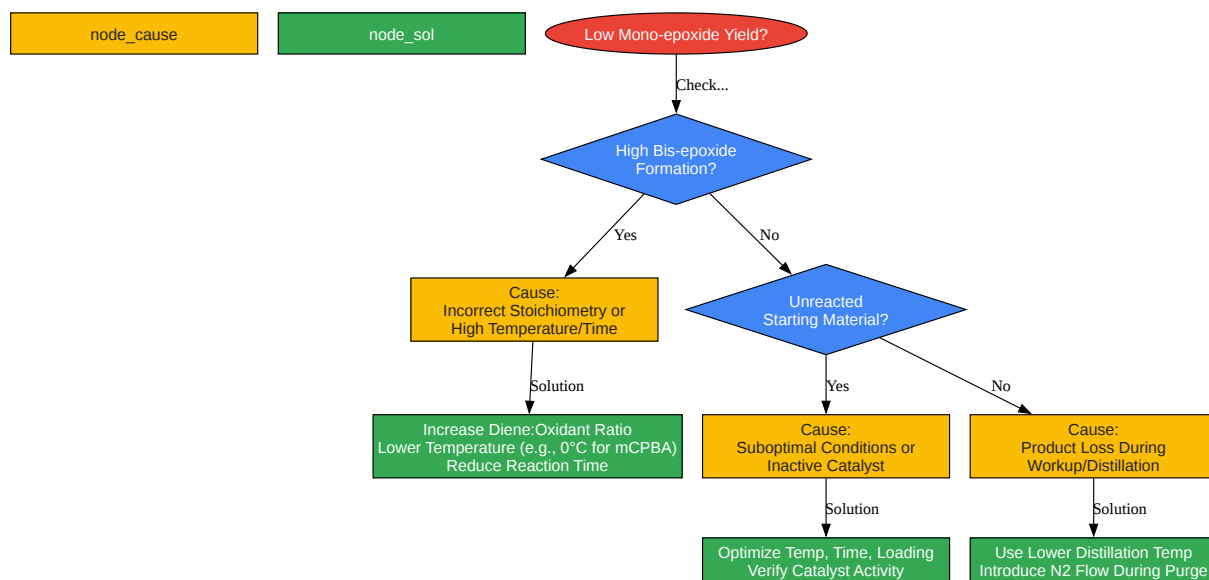 node_cause
node_sol
Low Mono-epoxide Yield?
Check...
High Bis-epoxide
Formation?
Yes
No
Cause:
Incorrect Stoichiometry or
High Temperature/Time
Unreacted
Starting Material?
Solution
Yes
No
Increase Diene:Oxidant Ratio
Lower Temperature (e.g., 0°C for mCPBA)
Reduce Reaction Time
Cause:
Suboptimal Conditions or
Inactive Catalyst
Cause:
Product Loss During
Workup/Distillation
Solution
Solution
Optimize Temp, Time, Loading
Verify Catalyst Activity
Use Lower Distillation Temp
Introduce N2 Flow During Purge